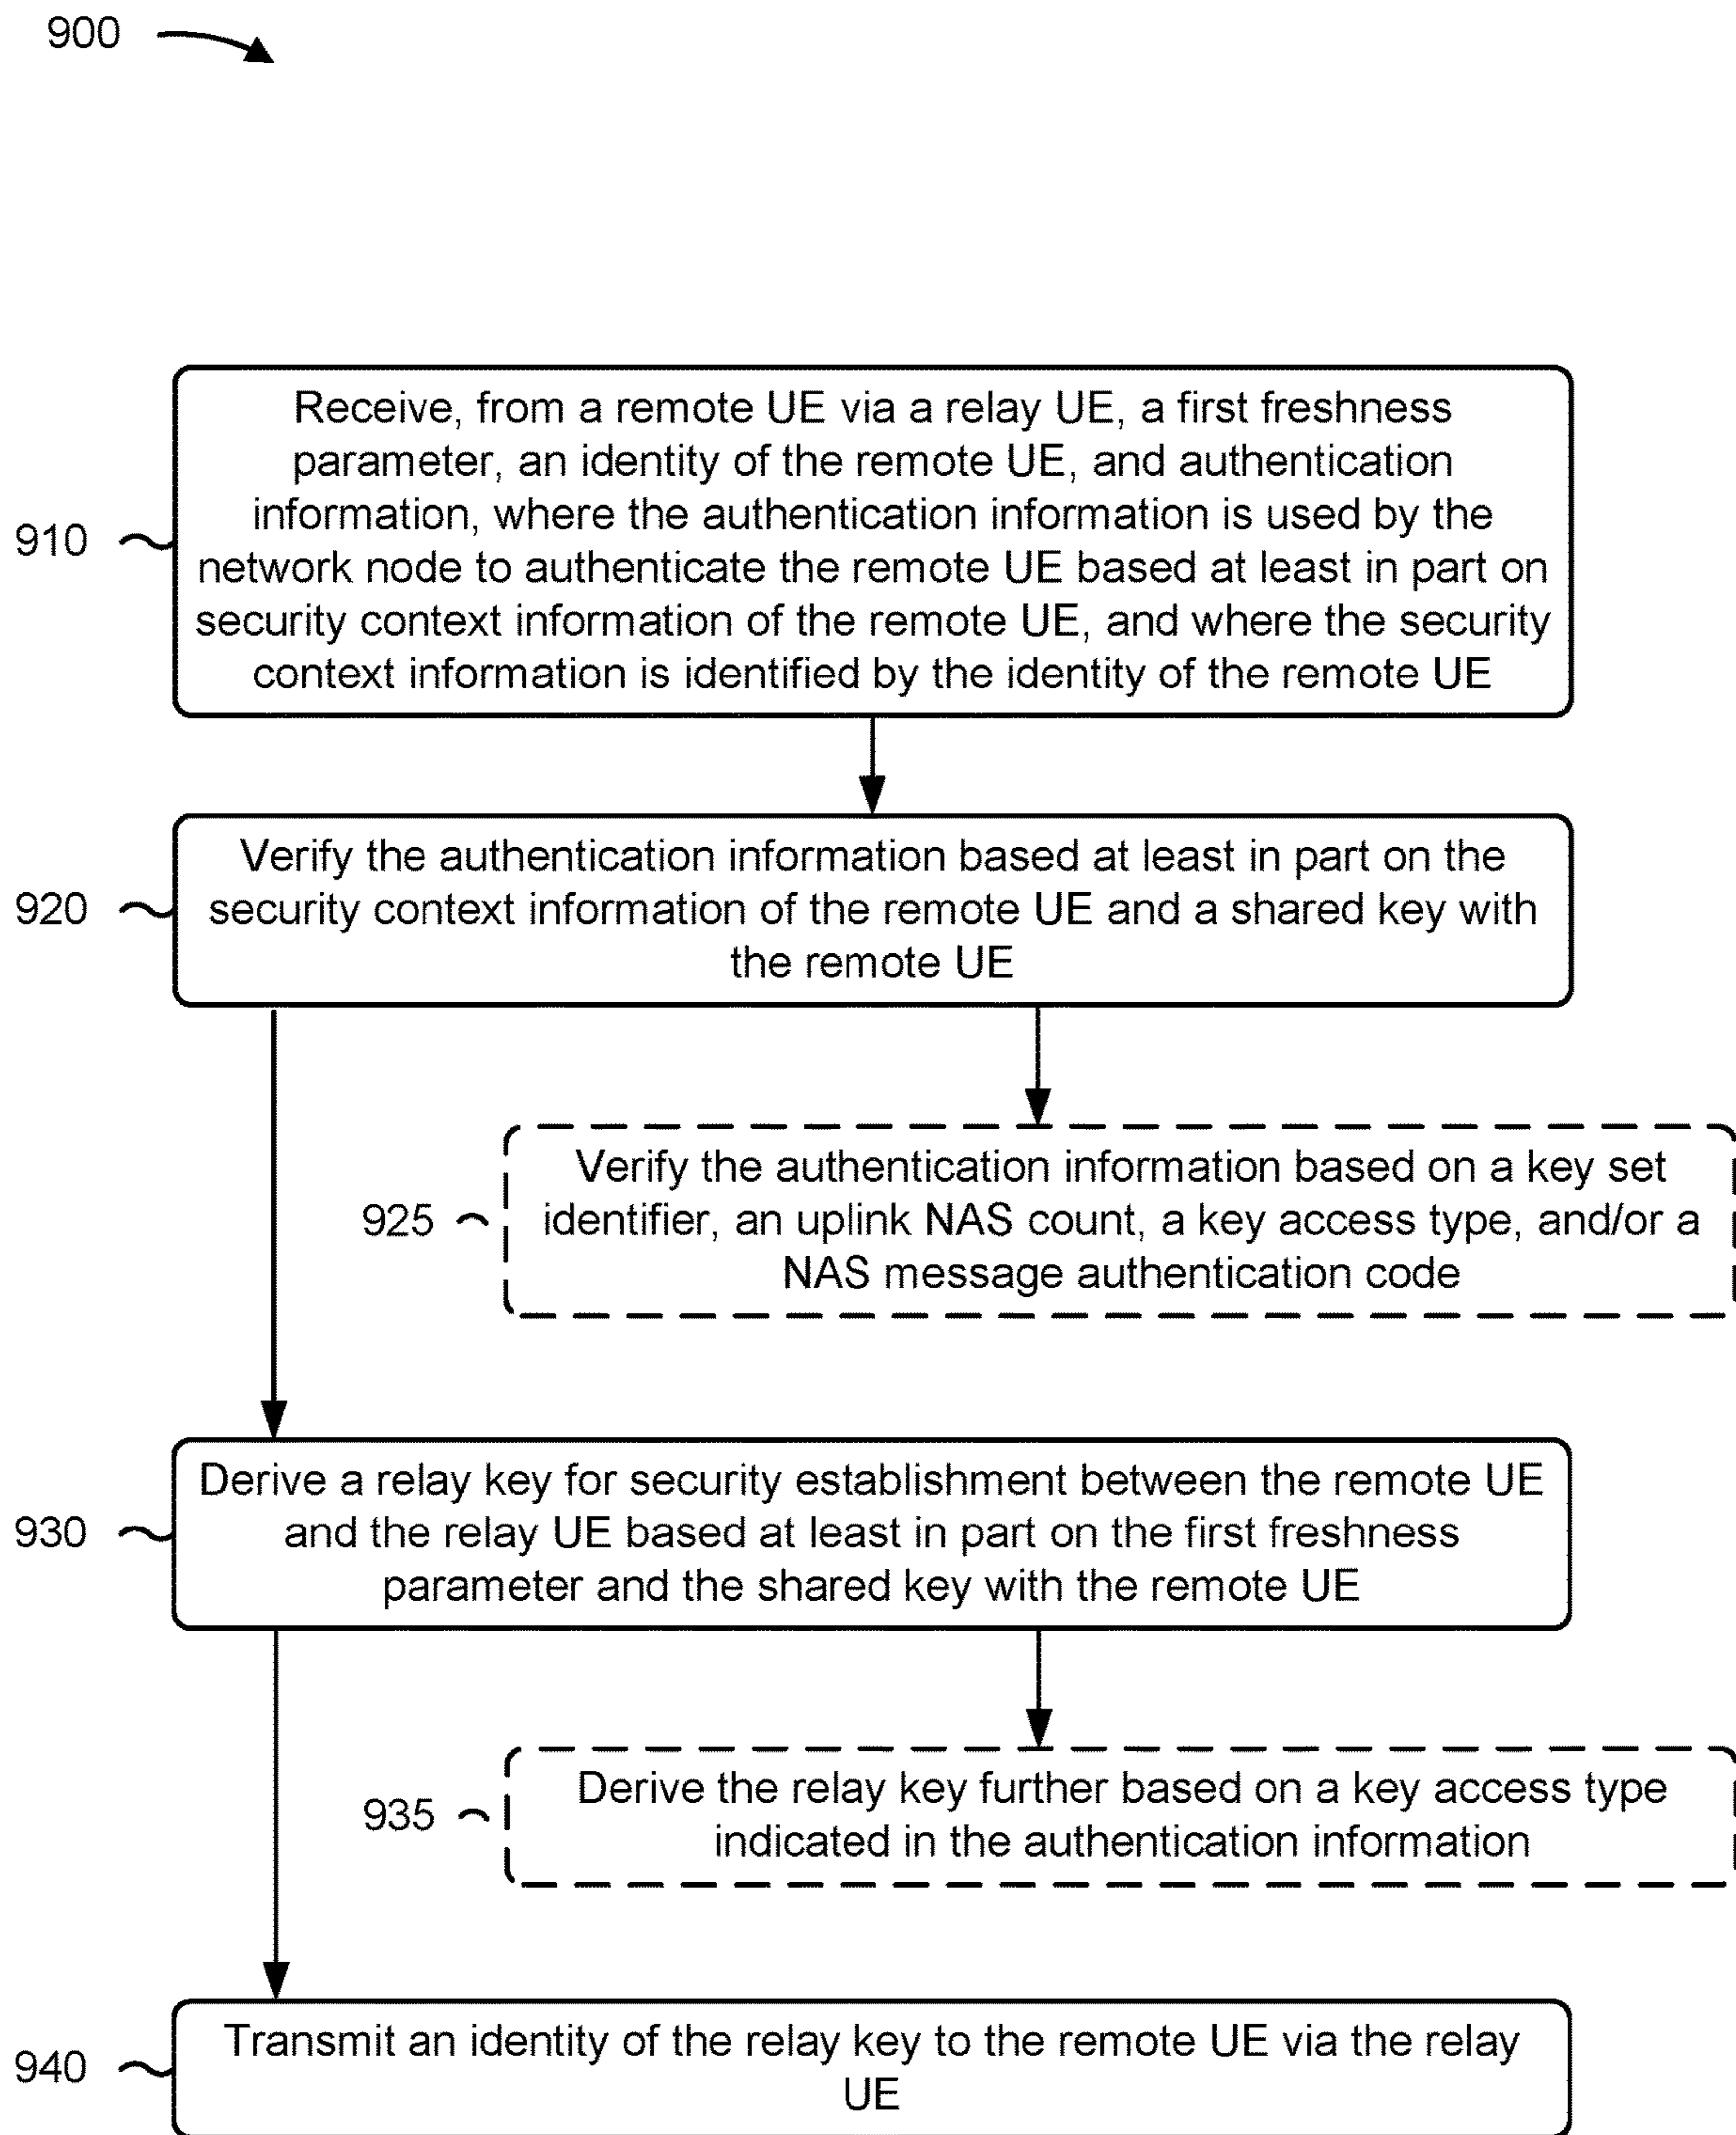 900
Receive, from a remote UE via a relay UE, a first freshness
parameter, an identity of the remote UE, and authentication
information, where the authentication information is used by the
910
network node to authenticate the remote UE based at least in part on
security context information of the remote UE, and where the security
context information is identified by the identity of the remote UE
Verify the authentication information based at least in part on the
920
security context information of the remote UE and a shared key with
the remote UE
Verify the authentication information based on a key set
925
identifier, an uplink NAS count, a key access type, and/or a
NAS message authentication code
Derive a relay key for security establishment between the remote UE
930
and the relay UE based at least in part on the first freshness
parameter and the shared key with the remote UE
Derive the relay key further based on a key access type
935
indicated in the authentication information
Transmit an identity of the relay key to the remote UE via the relay
940
UE